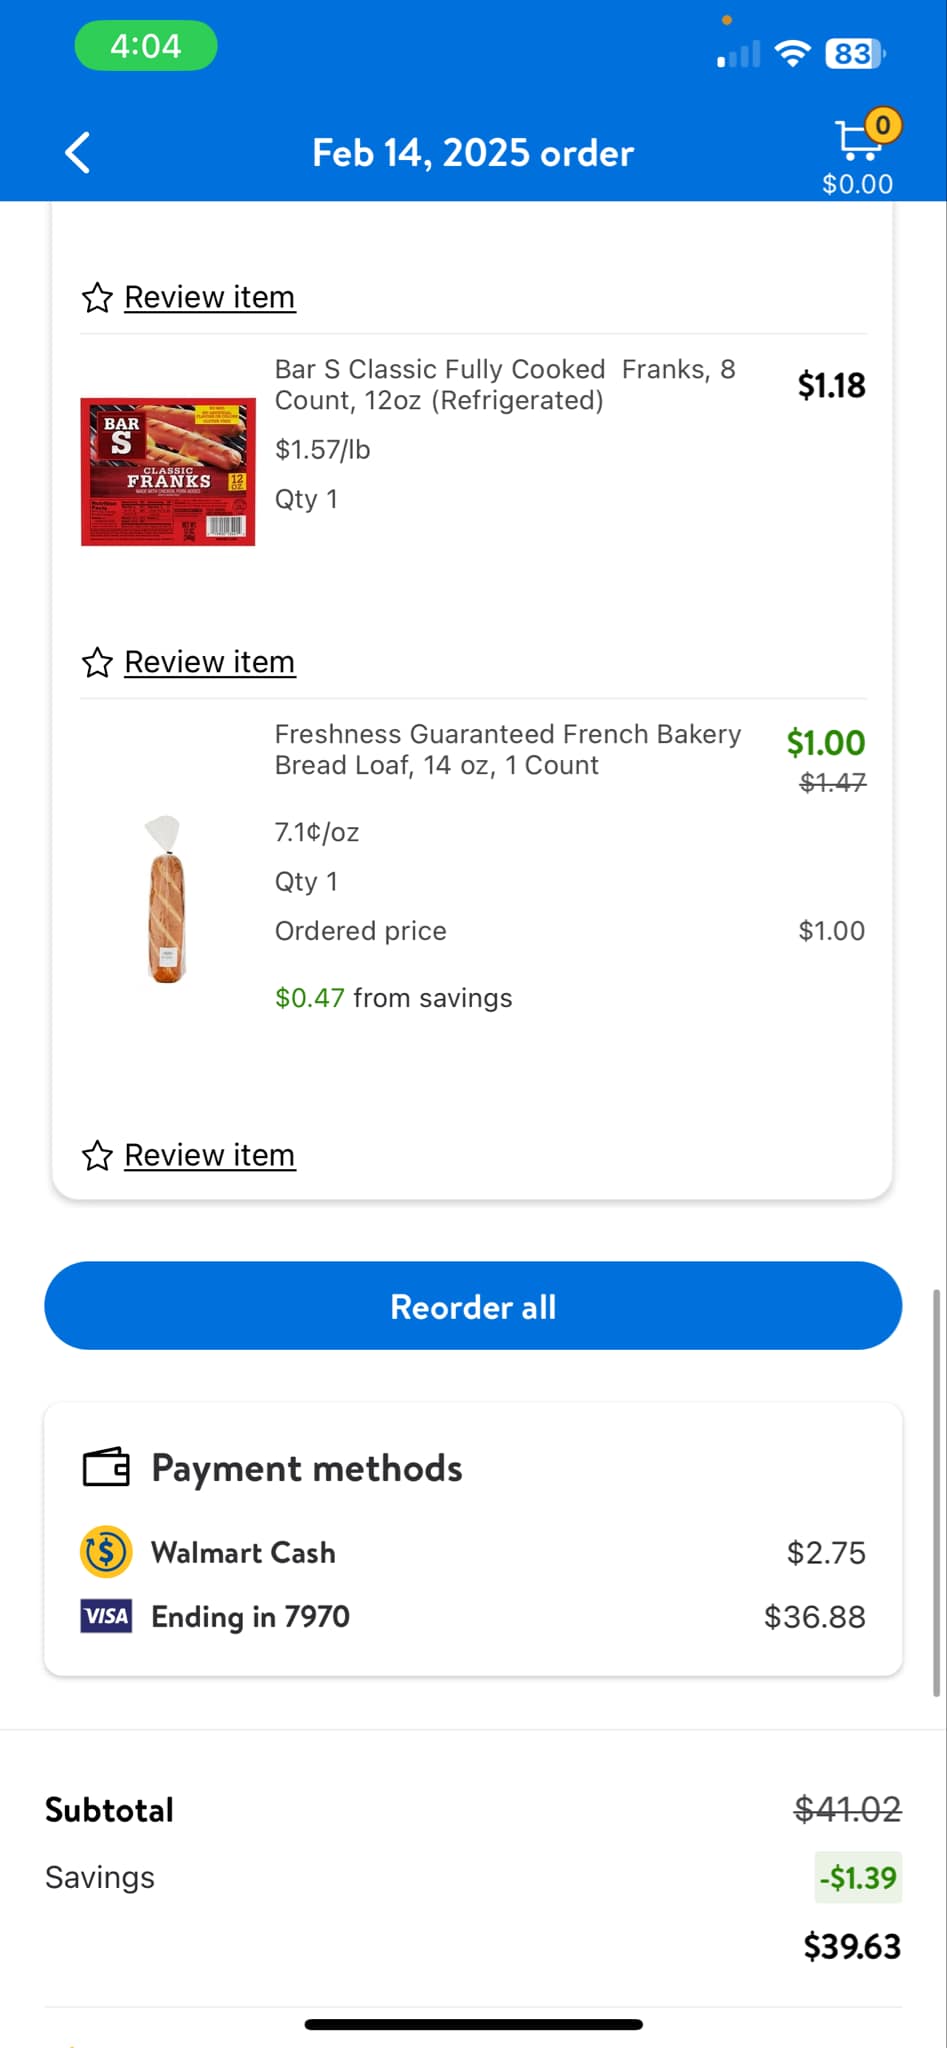 4:04
83
Feb 14, 2025 order
0
$0.00
Review item
Bar S Classic Fully Cooked  Franks, 8
Count, 12oz (Refrigerated)
$1.18
$1.57/lb
Qty 1
BAR
S
CLASSIC
FRANKS
12
OZ.
Review item
Freshness Guaranteed French Bakery
Bread Loaf, 14 oz, 1 Count
$1.00
$1.47
7.1¢/oz
Qty 1
Ordered price
$1.00
$0.47 from savings
Review item
Reorder all
Payment methods
Walmart Cash
$2.75
VISA Ending in 7970
$36.88
Subtotal
$41.02
Savings
-$1.39
$39.63